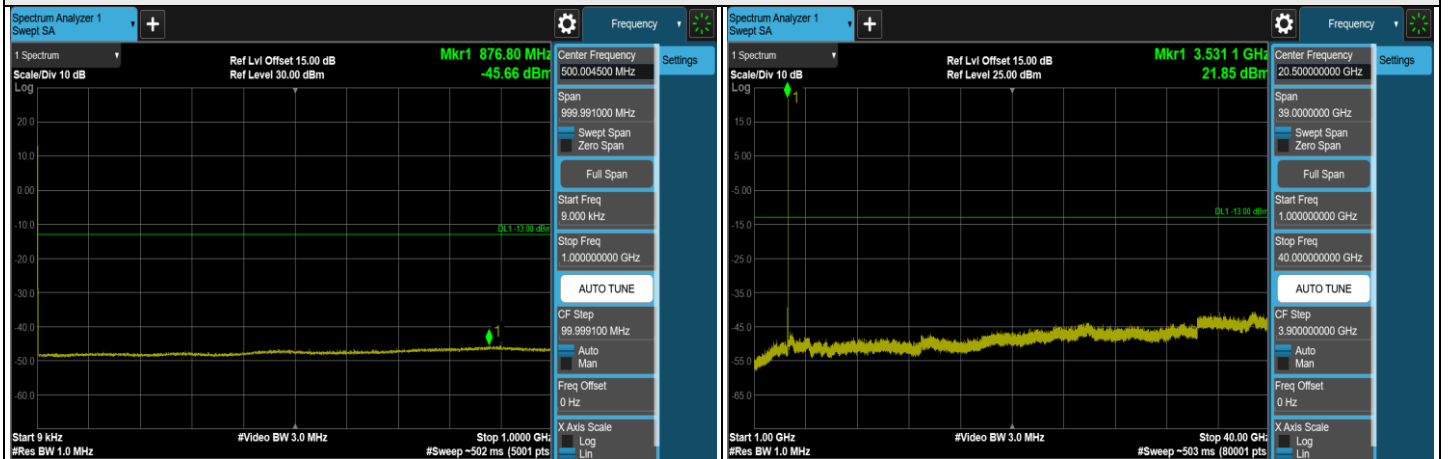 Spectrum Analyzer 1
Swept SA
+
Frequency
1 Spectrum
Scale/Div 10 dB
Log
Ref Lvl Offset 15.00 dB
Ref Level 30.00 dBm
Mkr1 876.80 MHz
-45.66 dBm
1
20.0
10.0
0.00
-10.0
-20.0
-30.0
-40.0
-50.0
-60.0
DL1 -13.00 dBm
Start 9 kHz
#Res BW 1.0 MHz
#Video BW 3.0 MHz
Stop 1.0000 GHz
#Sweep ~502 ms (5001 pts
Center Frequency
500.004500 MHz
Settings
Span
999.991000 MHz
Swept Span
Zero Span
Full Span
Start Freq
9.000 kHz
Stop Freq
1.000000000 GHz
AUTO TUNE
CF Step
99.999100 MHz
Auto
Man
Freq Offset
0 Hz
X Axis Scale
Log
Lin
Spectrum Analyzer 1
Swept SA
+
Frequency
1 Spectrum
Scale/Div 10 dB
Log
Ref Lvl Offset 15.00 dB
Ref Level 25.00 dBm
Mkr1 3.531 1 GHz
21.85 dBm
1
15.0
5.00
-5.00
-15.0
-25.0
-35.0
-45.0
-55.0
-65.0
DL1 -13.00 dBm
Start 1.00 GHz
#Res BW 1.0 MHz
#Video BW 3.0 MHz
Stop 40.00 GHz
#Sweep ~503 ms (80001 pts
Center Frequency
20.500000000 GHz
Settings
Span
39.0000000 GHz
Swept Span
Zero Span
Full Span
Start Freq
1.000000000 GHz
Stop Freq
40.000000000 GHz
AUTO TUNE
CF Step
3.900000000 GHz
Auto
Man
Freq Offset
0 Hz
X Axis Scale
Log
Lin